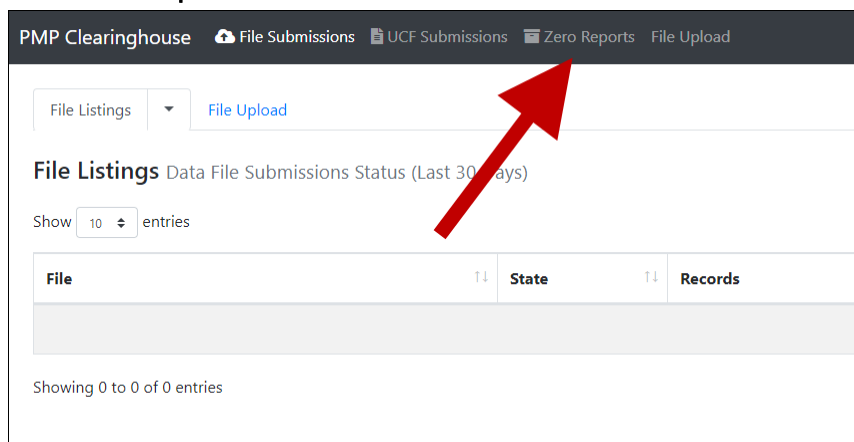 PMP Clearinghouse File Submissions UCF Submissions Zero Reports File Upload
File Listings File Upload
File Listings Data File Submissions Status (Last 30 Days)
Show 10 entries
File State Records
Showing 0 to 0 of 0 entries